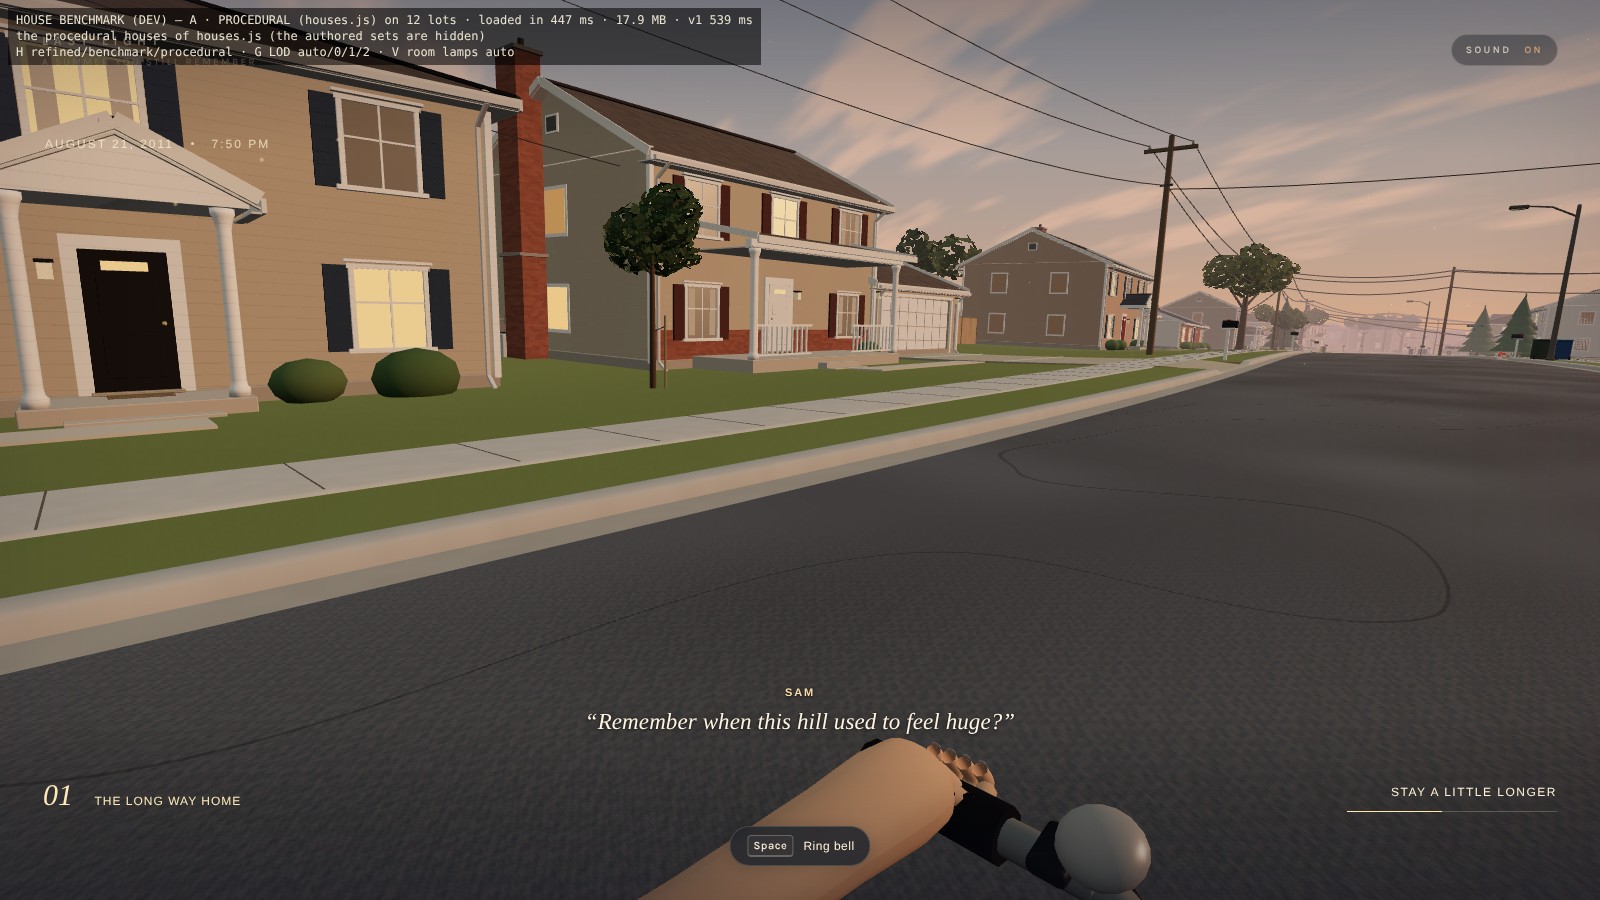 HOUSE BENCHMARK (DEV) — A · PROCEDURAL (houses.js) on 12 lots · loaded in 447 ms · 17.9 MB · v1 539 ms
the procedural houses of houses.js (the authored sets are hidden)
H refined/benchmark/procedural · G LOD auto/0/1/2 · V room lamps auto
SOUND ON
AUGUST 21, 2011 • 7:50 PM
SAM
“Remember when this hill used to feel huge?”
01 THE LONG WAY HOME
STAY A LITTLE LONGER
Space Ring bell